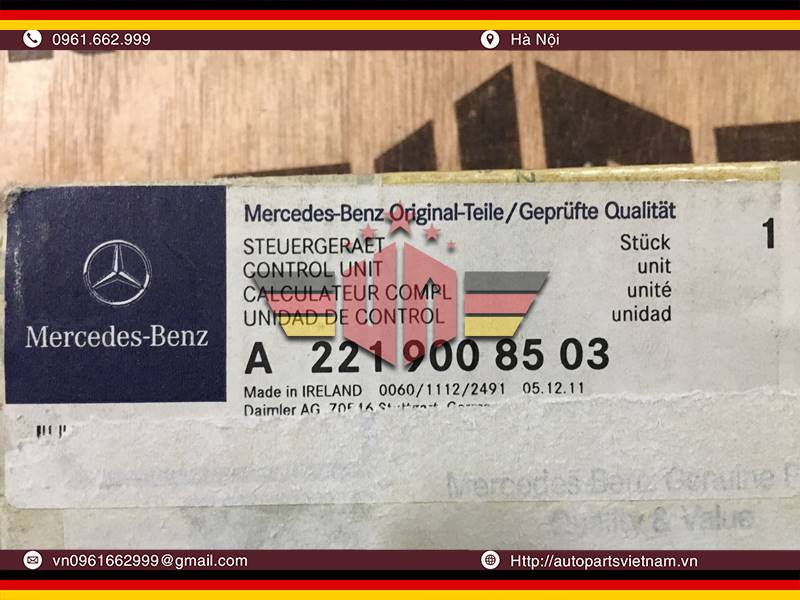 0961.662.999
Hà Nội
Mercedes-Benz Original-Teile/Geprüfte Qualität
STEUERGERAET Stück 1
CONTROL UNIT unit
CALCULATEUR COMPL unité
UNIDAD DE CONTROL unidad
Mercedes-Benz
A 221 900 85 03
Made in IRELAND 0060/1112/2491 05.12.11
Daimler AG,
Mercedes-Benz Genuine
Quality & Value
vn0961662999@gmail.com
Http://autopartsvietnam.vn